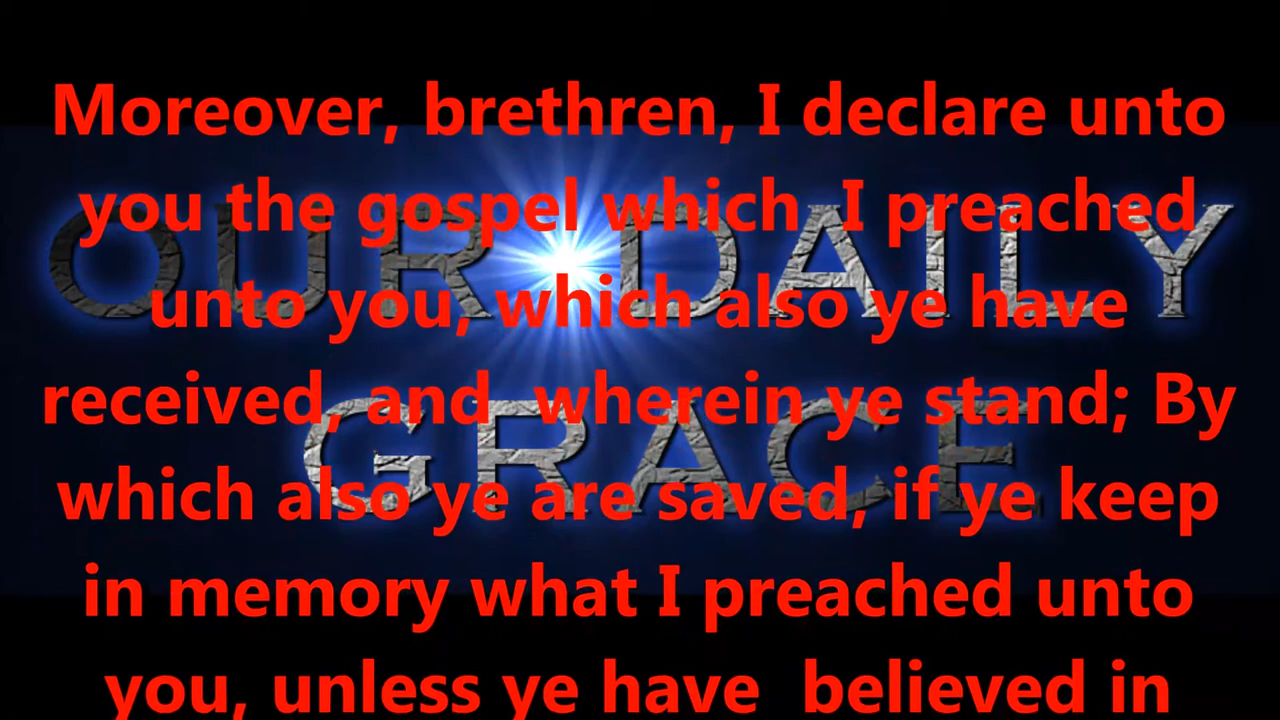 Moreover, brethren, I declare unto
you the gospel which I preached
OUR DAILY
unto you, which also ye have
received, and wherein ye stand; By
GRACE
which also ye are saved, if ye keep
in memory what I preached unto
you, unless ye have believed in